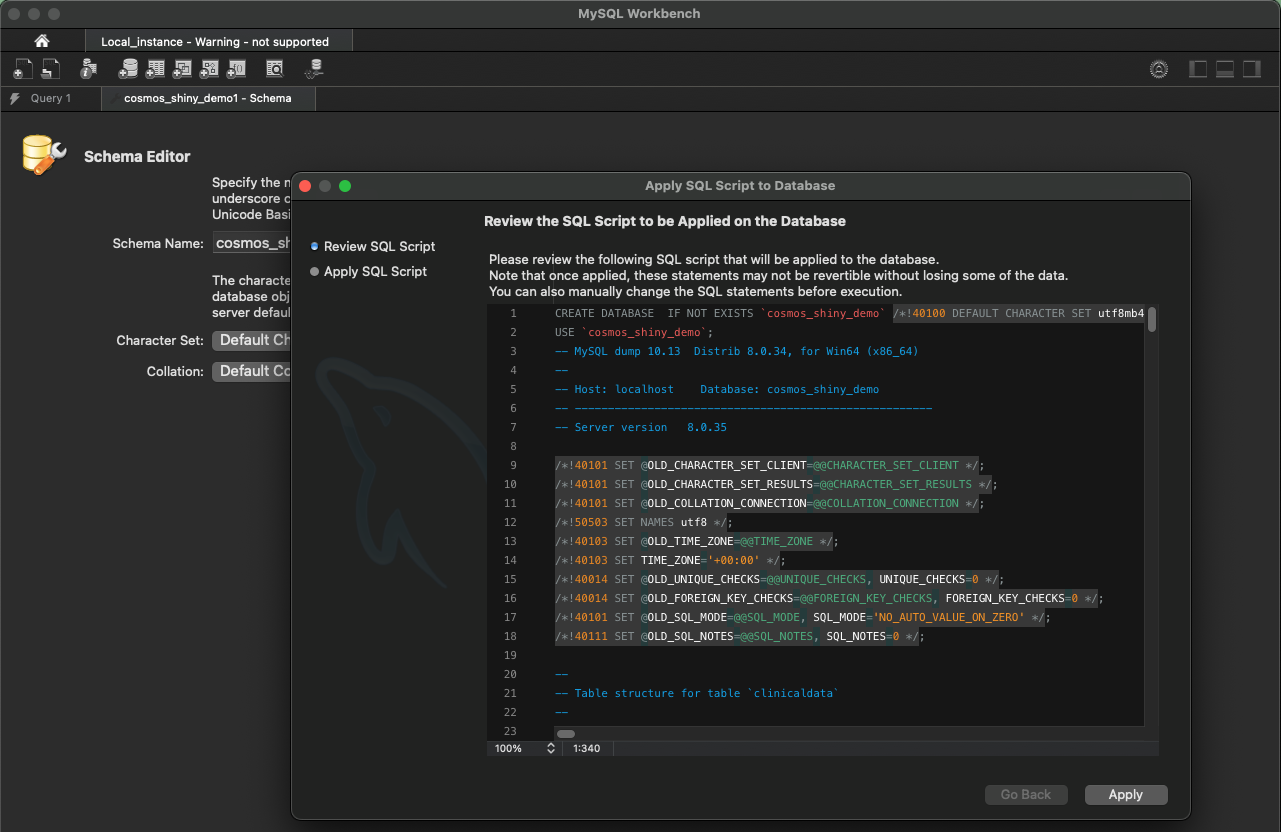 MySQL Workbench
Local_instance - Warning - not supported
Query 1
cosmos_shiny_demo1 - Schema
Schema Editor
Specify the n
underscore c
Unicode Basi
Schema Name: cosmos_sh
The characte
database obj
server defaul
Character Set: Default Ch
Collation: Default Co
Apply SQL Script to Database
Review SQL Script
Apply SQL Script
Review the SQL Script to be Applied on the Database
Please review the following SQL script that will be applied to the database.
Note that once applied, these statements may not be revertible without losing some of the data.
You can also manually change the SQL statements before execution.
1 CREATE DATABASE  IF NOT EXISTS `cosmos_shiny_demo` /*!40100 DEFAULT CHARACTER SET utf8mb4
2 USE `cosmos_shiny_demo`;
3 -- MySQL dump 10.13  Distrib 8.0.34, for Win64 (x86_64)
4 --
5 -- Host: localhost    Database: cosmos_shiny_demo
6 -- ------------------------------------------------------
7 -- Server version   8.0.35
8
9 /*!40101 SET @OLD_CHARACTER_SET_CLIENT=@@CHARACTER_SET_CLIENT */;
10 /*!40101 SET @OLD_CHARACTER_SET_RESULTS=@@CHARACTER_SET_RESULTS */;
11 /*!40101 SET @OLD_COLLATION_CONNECTION=@@COLLATION_CONNECTION */;
12 /*!50503 SET NAMES utf8 */;
13 /*!40103 SET @OLD_TIME_ZONE=@@TIME_ZONE */;
14 /*!40103 SET TIME_ZONE='+00:00' */;
15 /*!40014 SET @OLD_UNIQUE_CHECKS=@@UNIQUE_CHECKS, UNIQUE_CHECKS=0 */;
16 /*!40014 SET @OLD_FOREIGN_KEY_CHECKS=@@FOREIGN_KEY_CHECKS, FOREIGN_KEY_CHECKS=0 */;
17 /*!40101 SET @OLD_SQL_MODE=@@SQL_MODE, SQL_MODE='NO_AUTO_VALUE_ON_ZERO' */;
18 /*!40111 SET @OLD_SQL_NOTES=@@SQL_NOTES, SQL_NOTES=0 */;
19
20 --
21 -- Table structure for table `clinicaldata`
22 --
23
100% 1:340
Go Back Apply